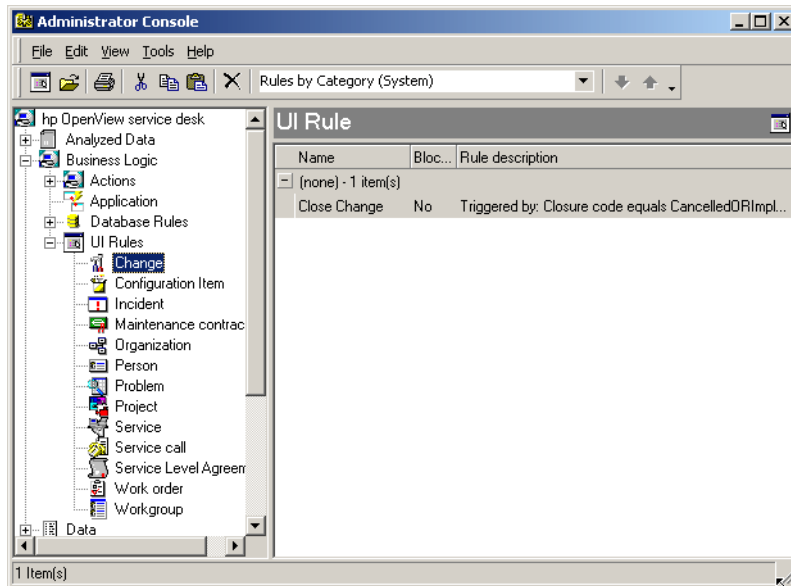 Administrator Console
File Edit View Tools Help
Rules by Category (System)
hp OpenView service desk
Analyzed Data
Business Logic
Actions
Application
Database Rules
UI Rules
Change
Configuration Item
Incident
Maintenance contrac
Organization
Person
Problem
Project
Service
Service call
Service Level Agreem
Work order
Workgroup
Data
UI Rule
Name Bloc... Rule description
(none) - 1 item(s)
Close Change No Triggered by: Closure code equals CancelledORImpl...
1 Item(s)